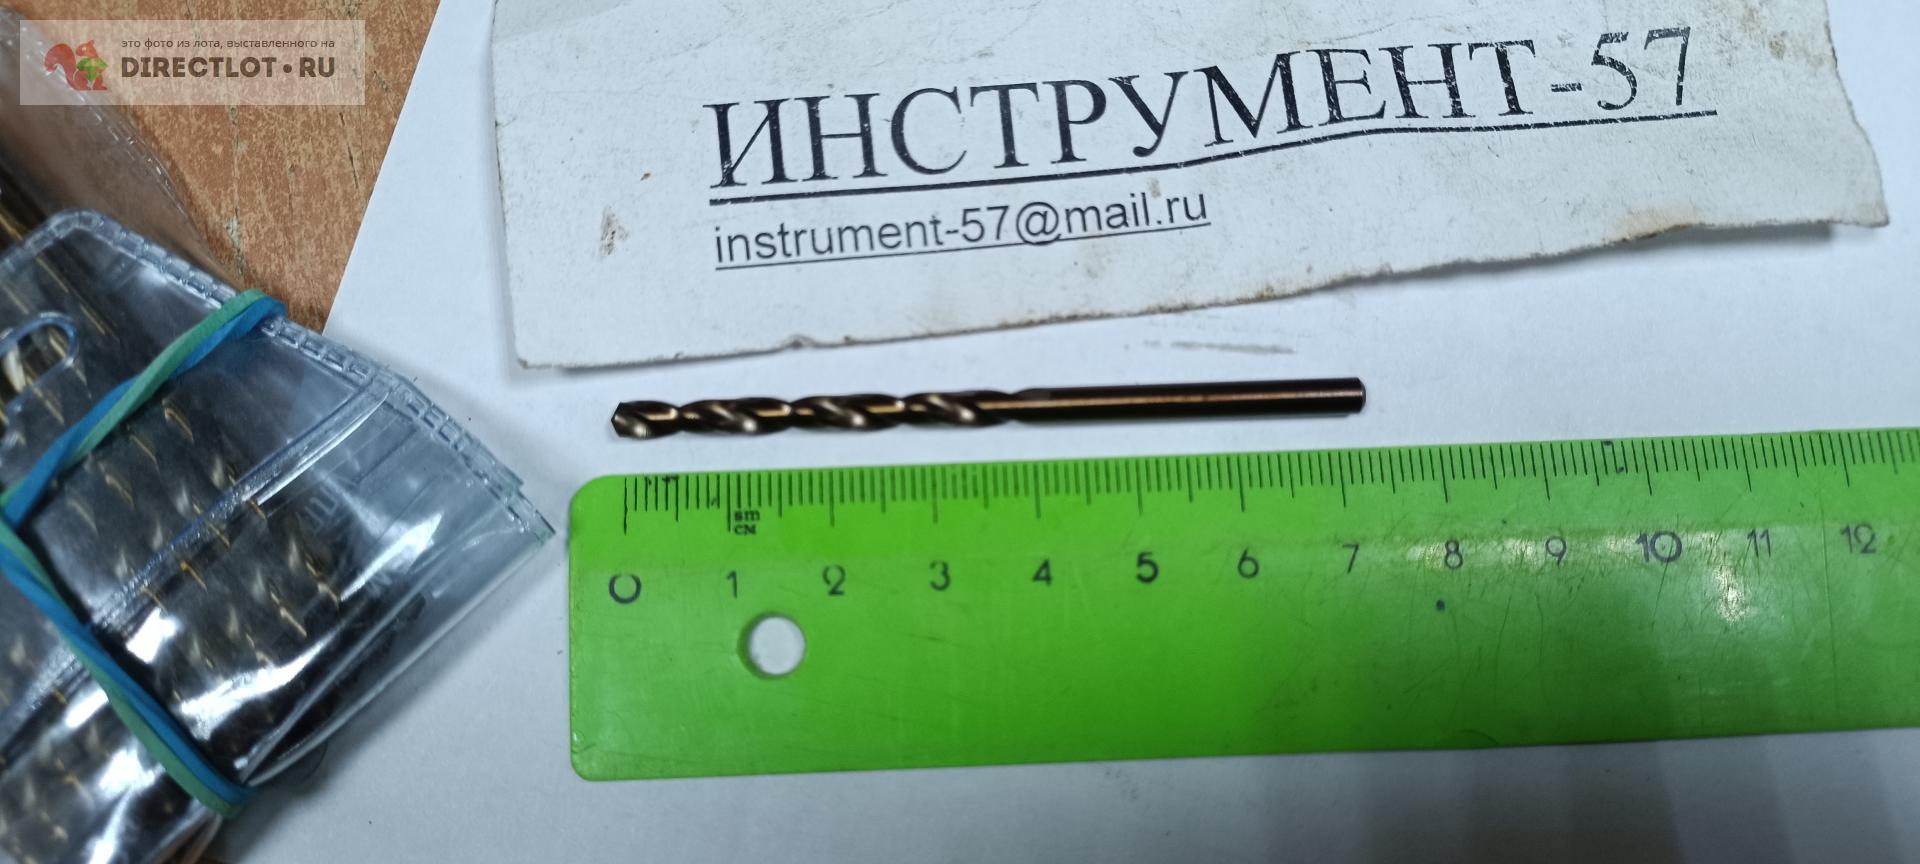 это фото из лота, выставленного на
DIRECTLOT•RU
ИНСТРУМЕНТ-57
instrument-57@mail.ru
sm
см
0 1 2 3 4 5 6 7 8 9 10 11 12